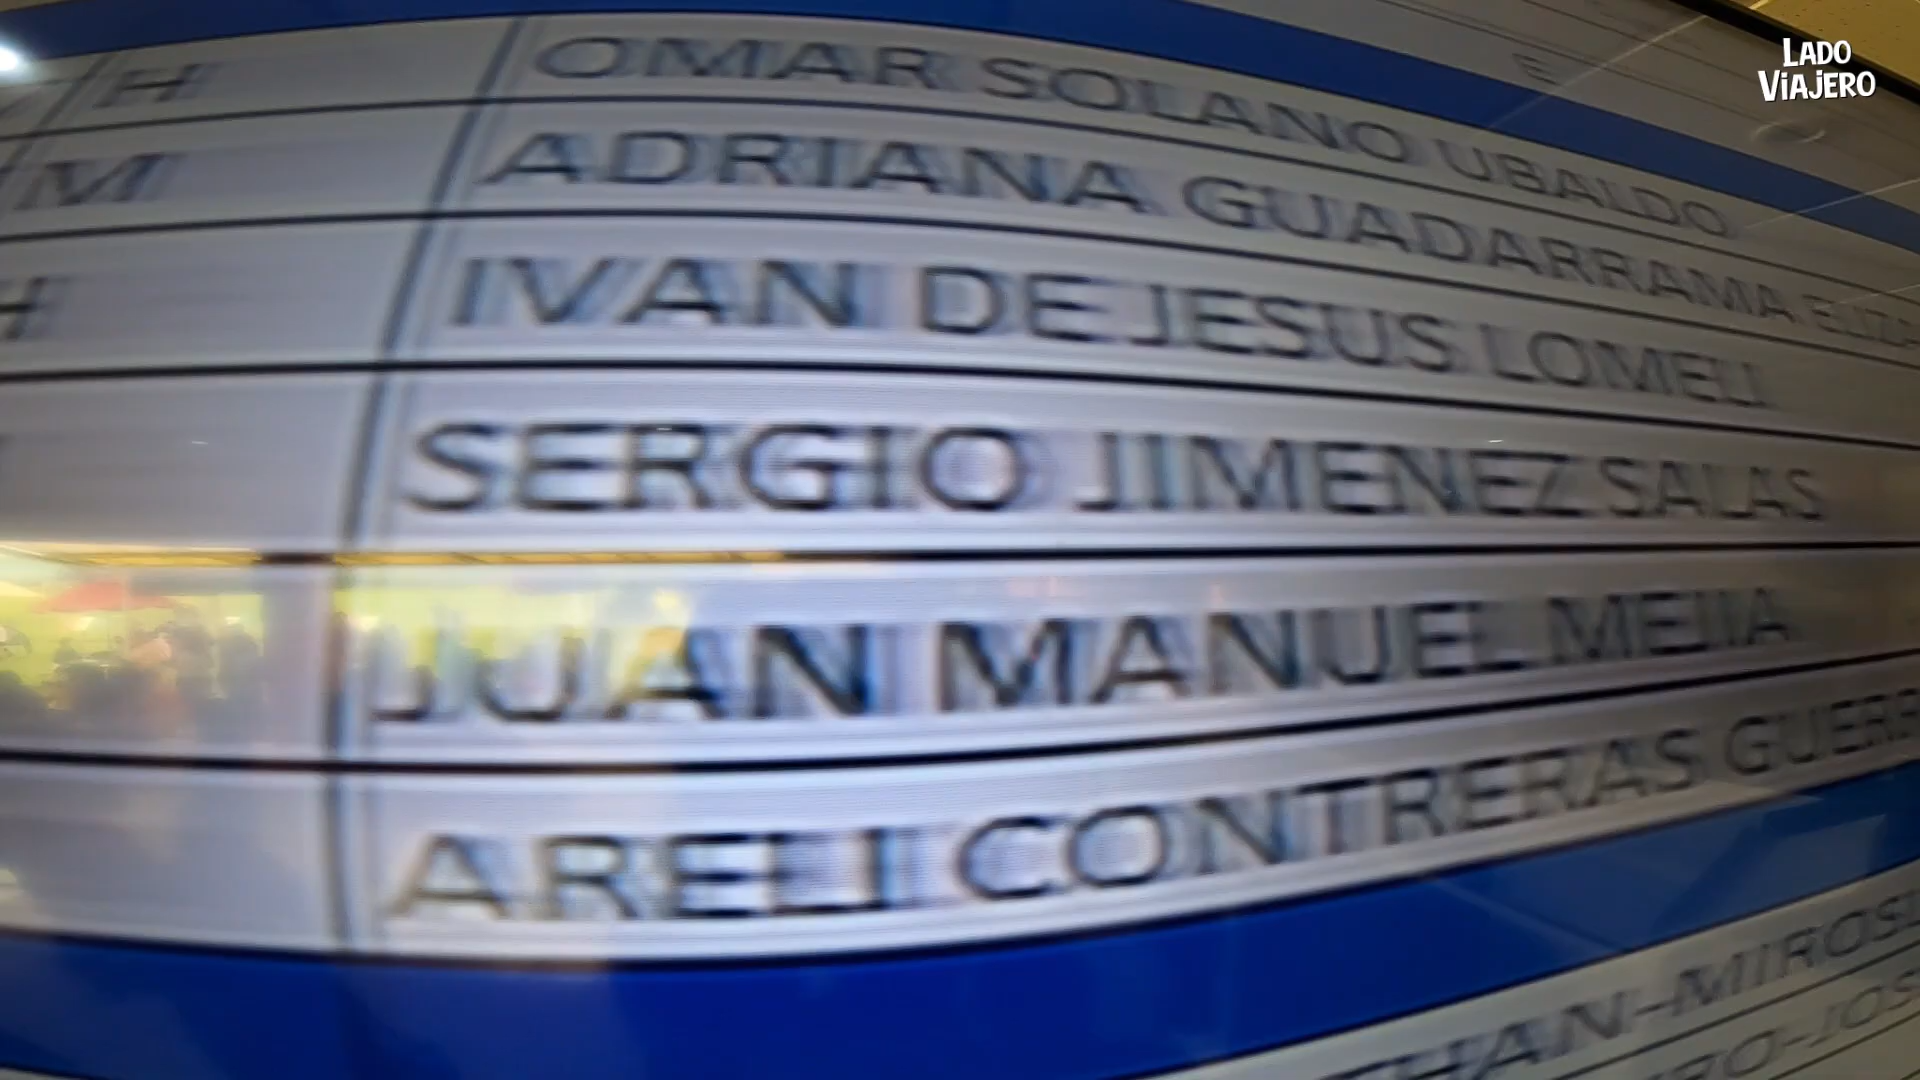 LADO
VIAJERO
H OMAR SOLANO UBALDO
M ADRIANA GUADARRAMA
H IVAN DE JESUS LOMELI
SERGIO JIMENEZ SALAS
JUAN MANUEL MEJIA
ARELI CONTRERAS